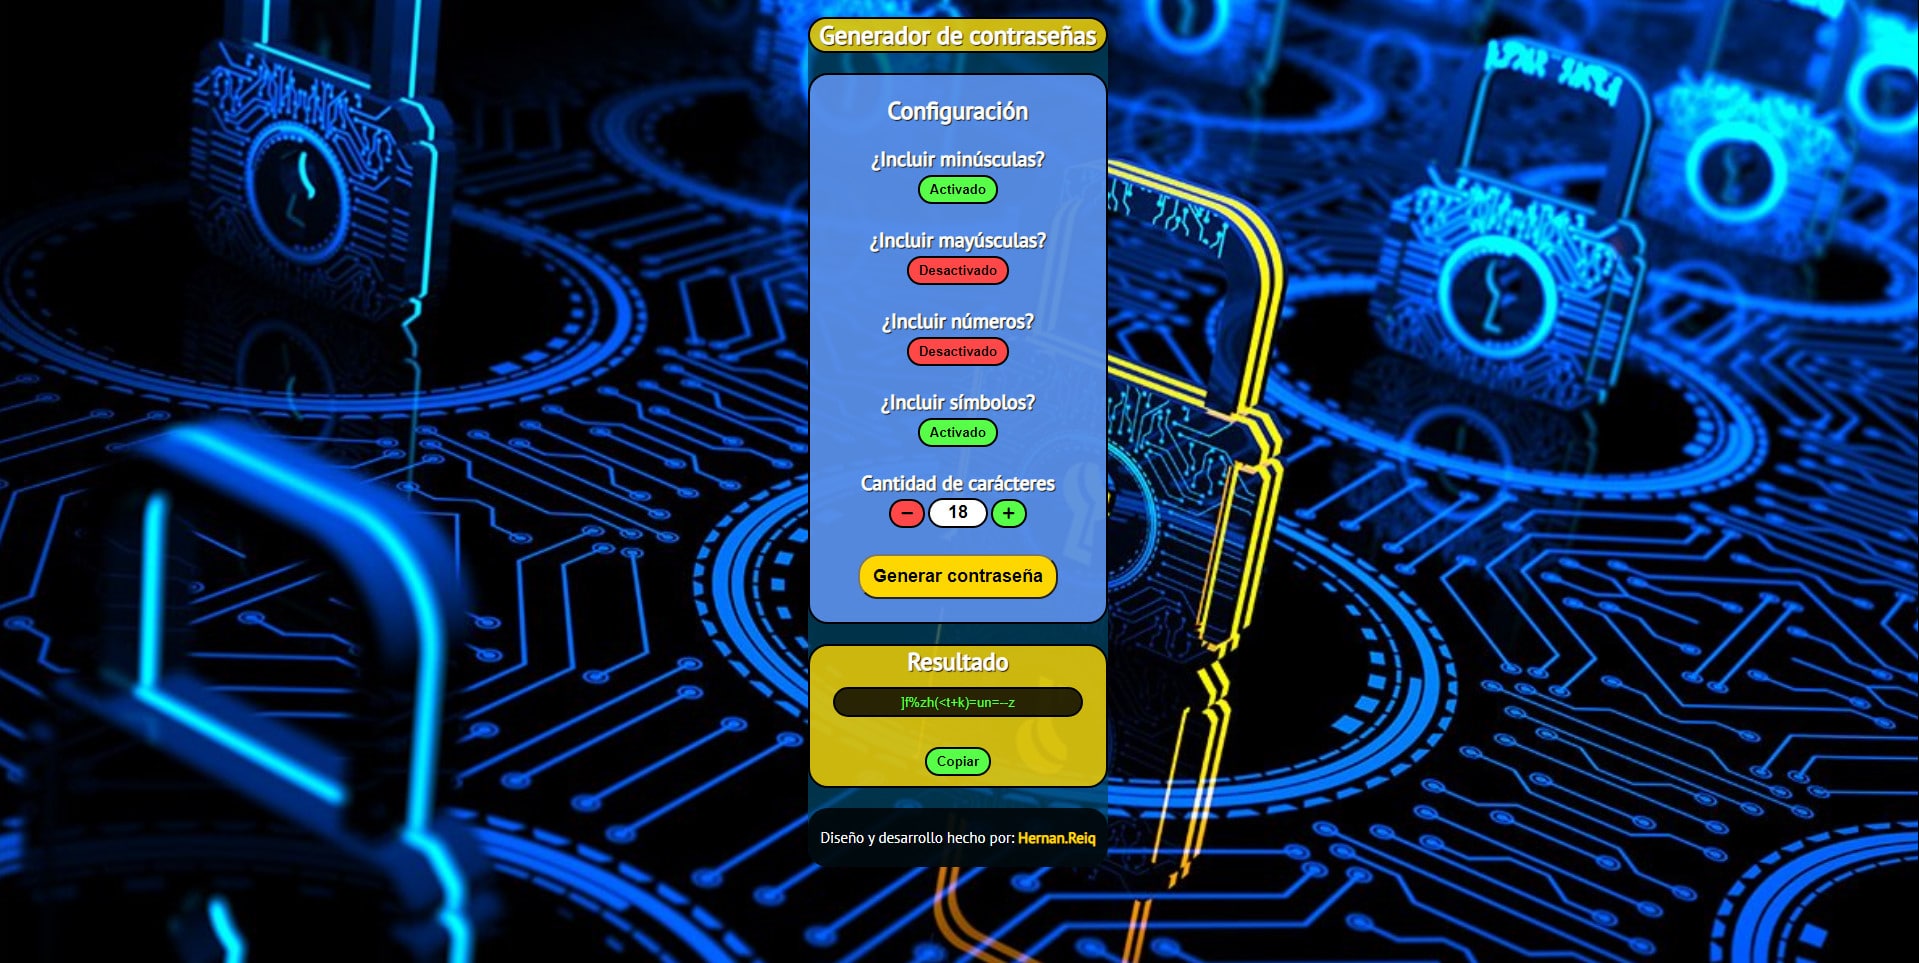 Generador de contraseñas
Configuración
¿Incluir minúsculas?
Activado
¿Incluir mayúsculas?
Desactivado
¿Incluir números?
Desactivado
¿Incluir símbolos?
Activado
Cantidad de carácteres
− 18 +
Generar contraseña
Resultado
]f%zh(<t+k)=un=--z
Copiar
Diseño y desarrollo hecho por: Hernan.Reiq